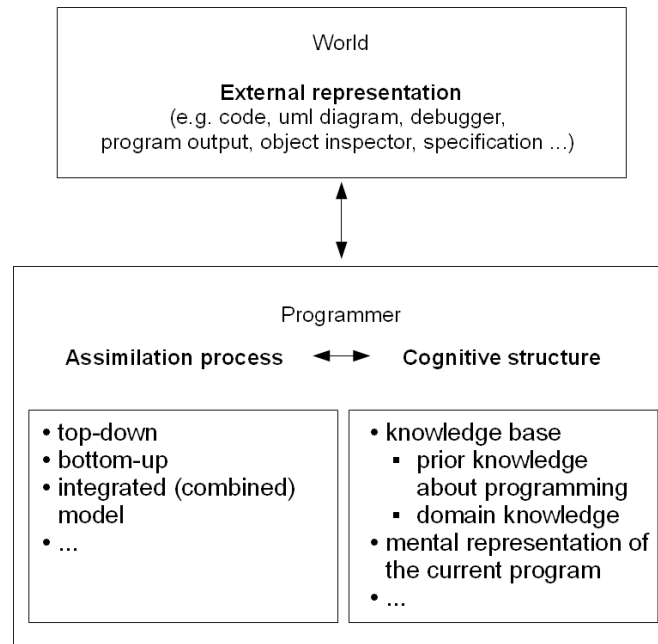 World
External representation
(e.g. code, uml diagram, debugger,
program output, object inspector, specification ...)
Programmer
Assimilation process
Cognitive structure
• top-down
• bottom-up
• integrated (combined)
model
• ...
• knowledge base
▪ prior knowledge
about programming
▪ domain knowledge
• mental representation of
the current program
• ...